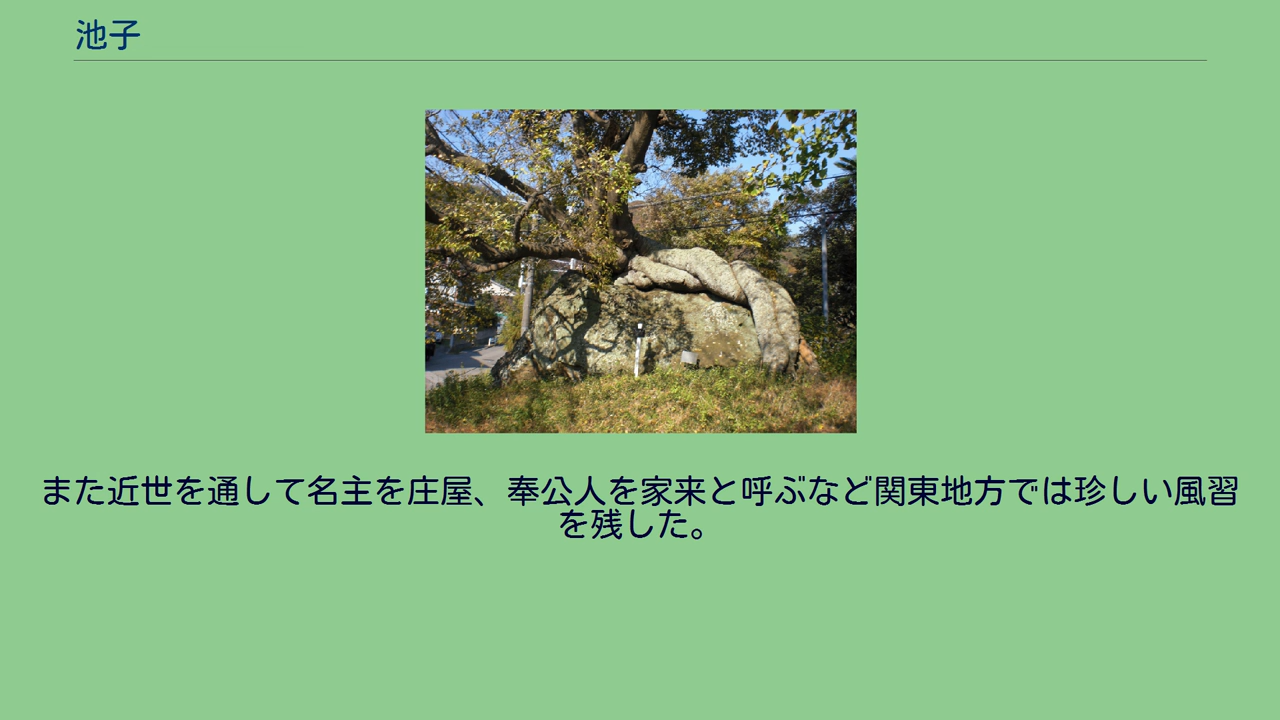 池子
また近世を通して名主を庄屋、奉公人を家来と呼ぶなど関東地方では珍しい風習
を残した。